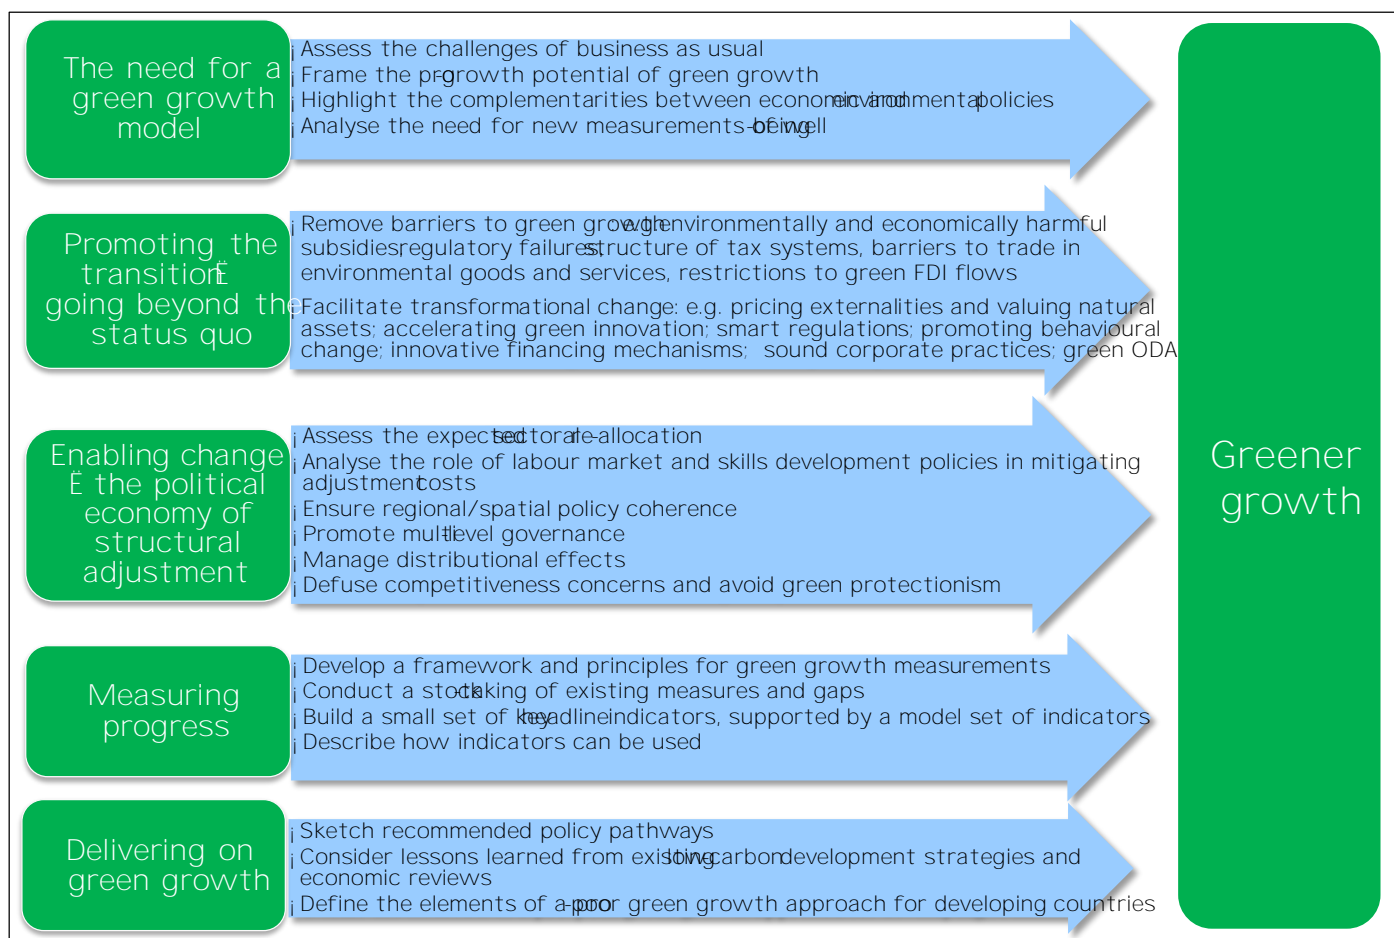 The need for a
green growth
model
¡ Assess the challenges of business as usual
¡ Frame the pro-growth potential of green growth
¡ Highlight the complementarities between economic and environmental policies
¡ Analyse the need for new measurements of well-being
Promoting the
transition Ë
going beyond the
status quo
¡ Remove barriers to green growth: e.g. environmentally and economically harmful
subsidies, regulatory failures, structure of tax systems, barriers to trade in
environmental goods and services, restrictions to green FDI flows
¡ Facilitate transformational change: e.g. pricing externalities and valuing natural
assets; accelerating green innovation; smart regulations; promoting behavioural
change; innovative financing mechanisms; sound corporate practices; green ODA
Enabling change
Ë the political
economy of
structural
adjustment
¡ Assess the expected sectoral re-allocation
¡ Analyse the role of labour market and skills development policies in mitigating
adjustment costs
¡ Ensure regional/spatial policy coherence
¡ Promote multi-level governance
¡ Manage distributional effects
¡ Defuse competitiveness concerns and avoid green protectionism
Measuring
progress
¡ Develop a framework and principles for green growth measurements
¡ Conduct a stock-taking of existing measures and gaps
¡ Build a small set of key headline indicators, supported by a model set of indicators
¡ Describe how indicators can be used
Delivering on
green growth
¡ Sketch recommended policy pathways
¡ Consider lessons learned from existing low-carbon development strategies and
economic reviews
¡ Define the elements of a pro-poor green growth approach for developing countries
Greener
growth